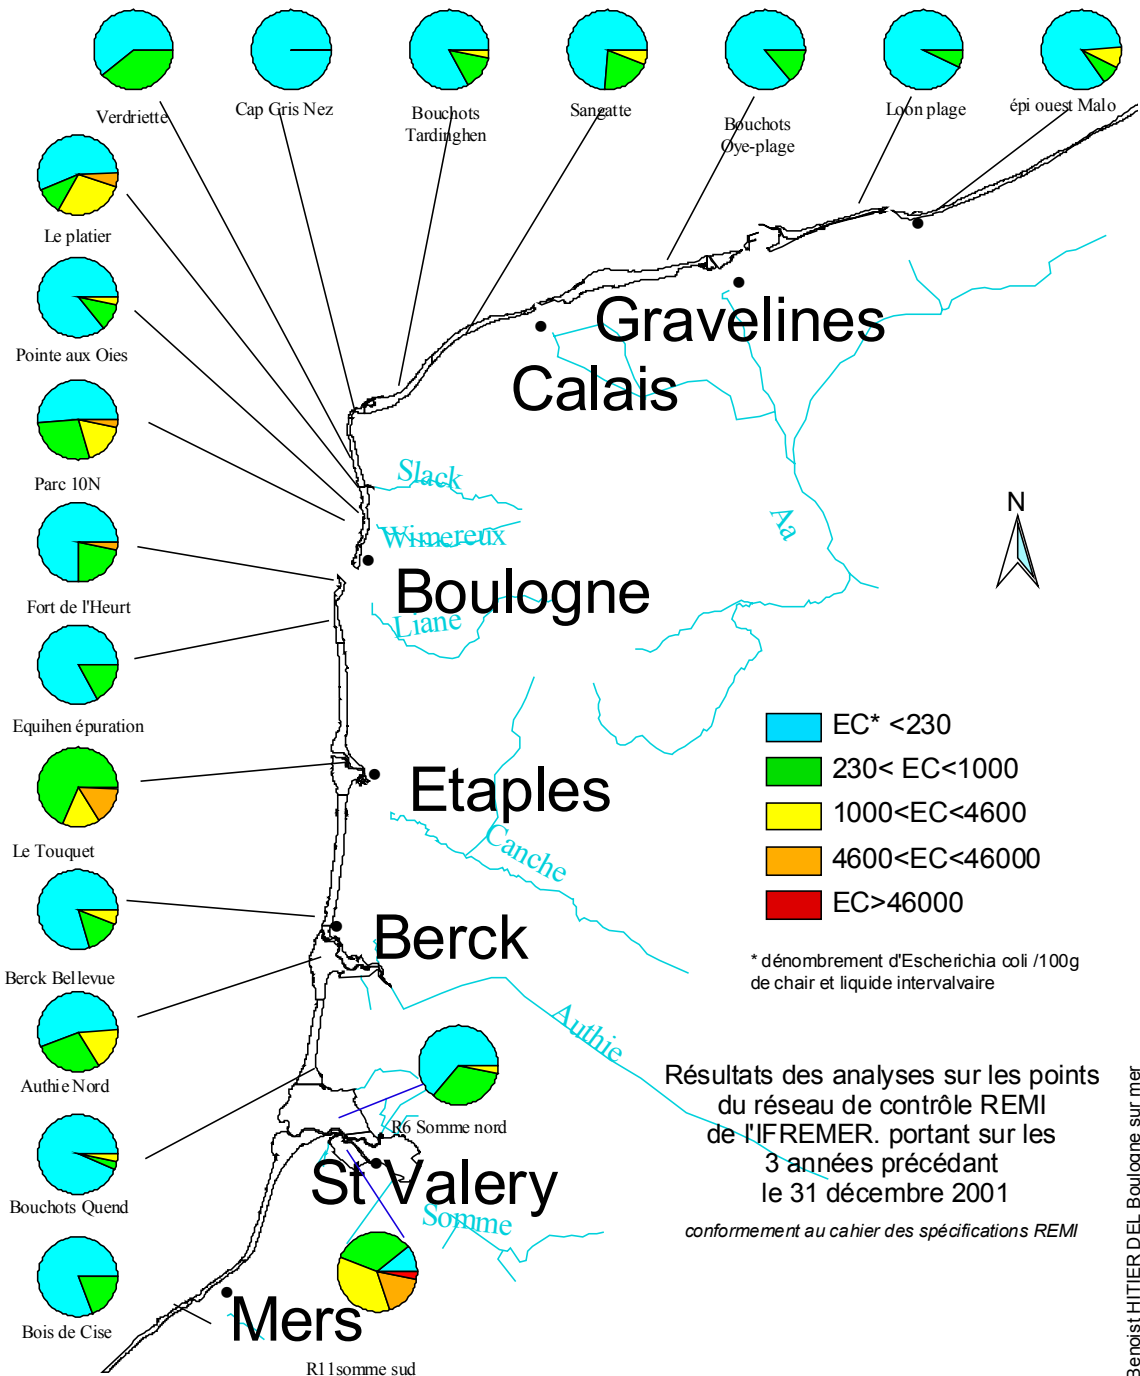 Verdriette
Cap Gris Nez
Bouchots
Tardinghen
Sangatte
Bouchots
Oye-plage
Loon plage
épi ouest Malo
Le platier
Pointe aux Oies
Parc 10N
Fort de l'Heurt
Equihen épuration
Le Touquet
Berck Bellevue
Authie Nord
Bouchots Quend
Bois de Cise
Gravelines
Calais
Slack
Wimereux
Aa
N
Boulogne
Liane
Etaples
Canche
Berck
Authie
R6 Somme nord
St Valery
Somme
Mers
R11somme sud
EC* <230
230< EC<1000
1000<EC<4600
4600<EC<46000
EC>46000
* dénombrement d'Escherichia coli /100g
de chair et liquide intervalvaire
Résultats des analyses sur les points
du réseau de contrôle REMI
de l'IFREMER. portant sur les
3 années précédant
le 31 décembre 2001
conformement au cahier des spécifications REMI
Benoist HITIER DEL Boulogne sur mer